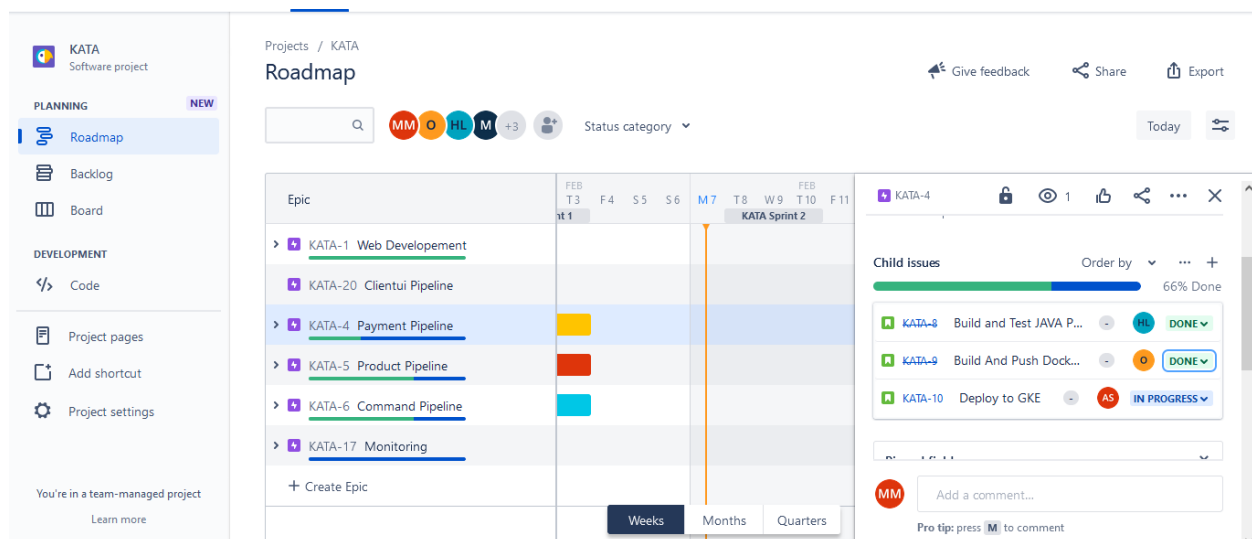 KATA
Software project
PLANNING
NEW
Roadmap
Backlog
Board
DEVELOPMENT
Code
Project pages
Add shortcut
Project settings
You're in a team-managed project
Learn more
Projects / KATA
Roadmap
Give feedback
Share
Export
MM O HL M +3
Status category
Today
Epic
FEB FEB
T3 F4 S5 S6 M7 T8 W9 T10 F11
nt 1 KATA Sprint 2
KATA-1 Web Developement
KATA-20 Clientui Pipeline
KATA-4 Payment Pipeline
KATA-5 Product Pipeline
KATA-6 Command Pipeline
KATA-17 Monitoring
+ Create Epic
Weeks Months Quarters
KATA-4
1
Child issues
Order by
66% Done
KATA-8 Build and Test JAVA P... - HL DONE
KATA-9 Build And Push Dock... - O DONE
KATA-10 Deploy to GKE - AS IN PROGRESS
MM
Add a comment...
Pro tip: press M to comment